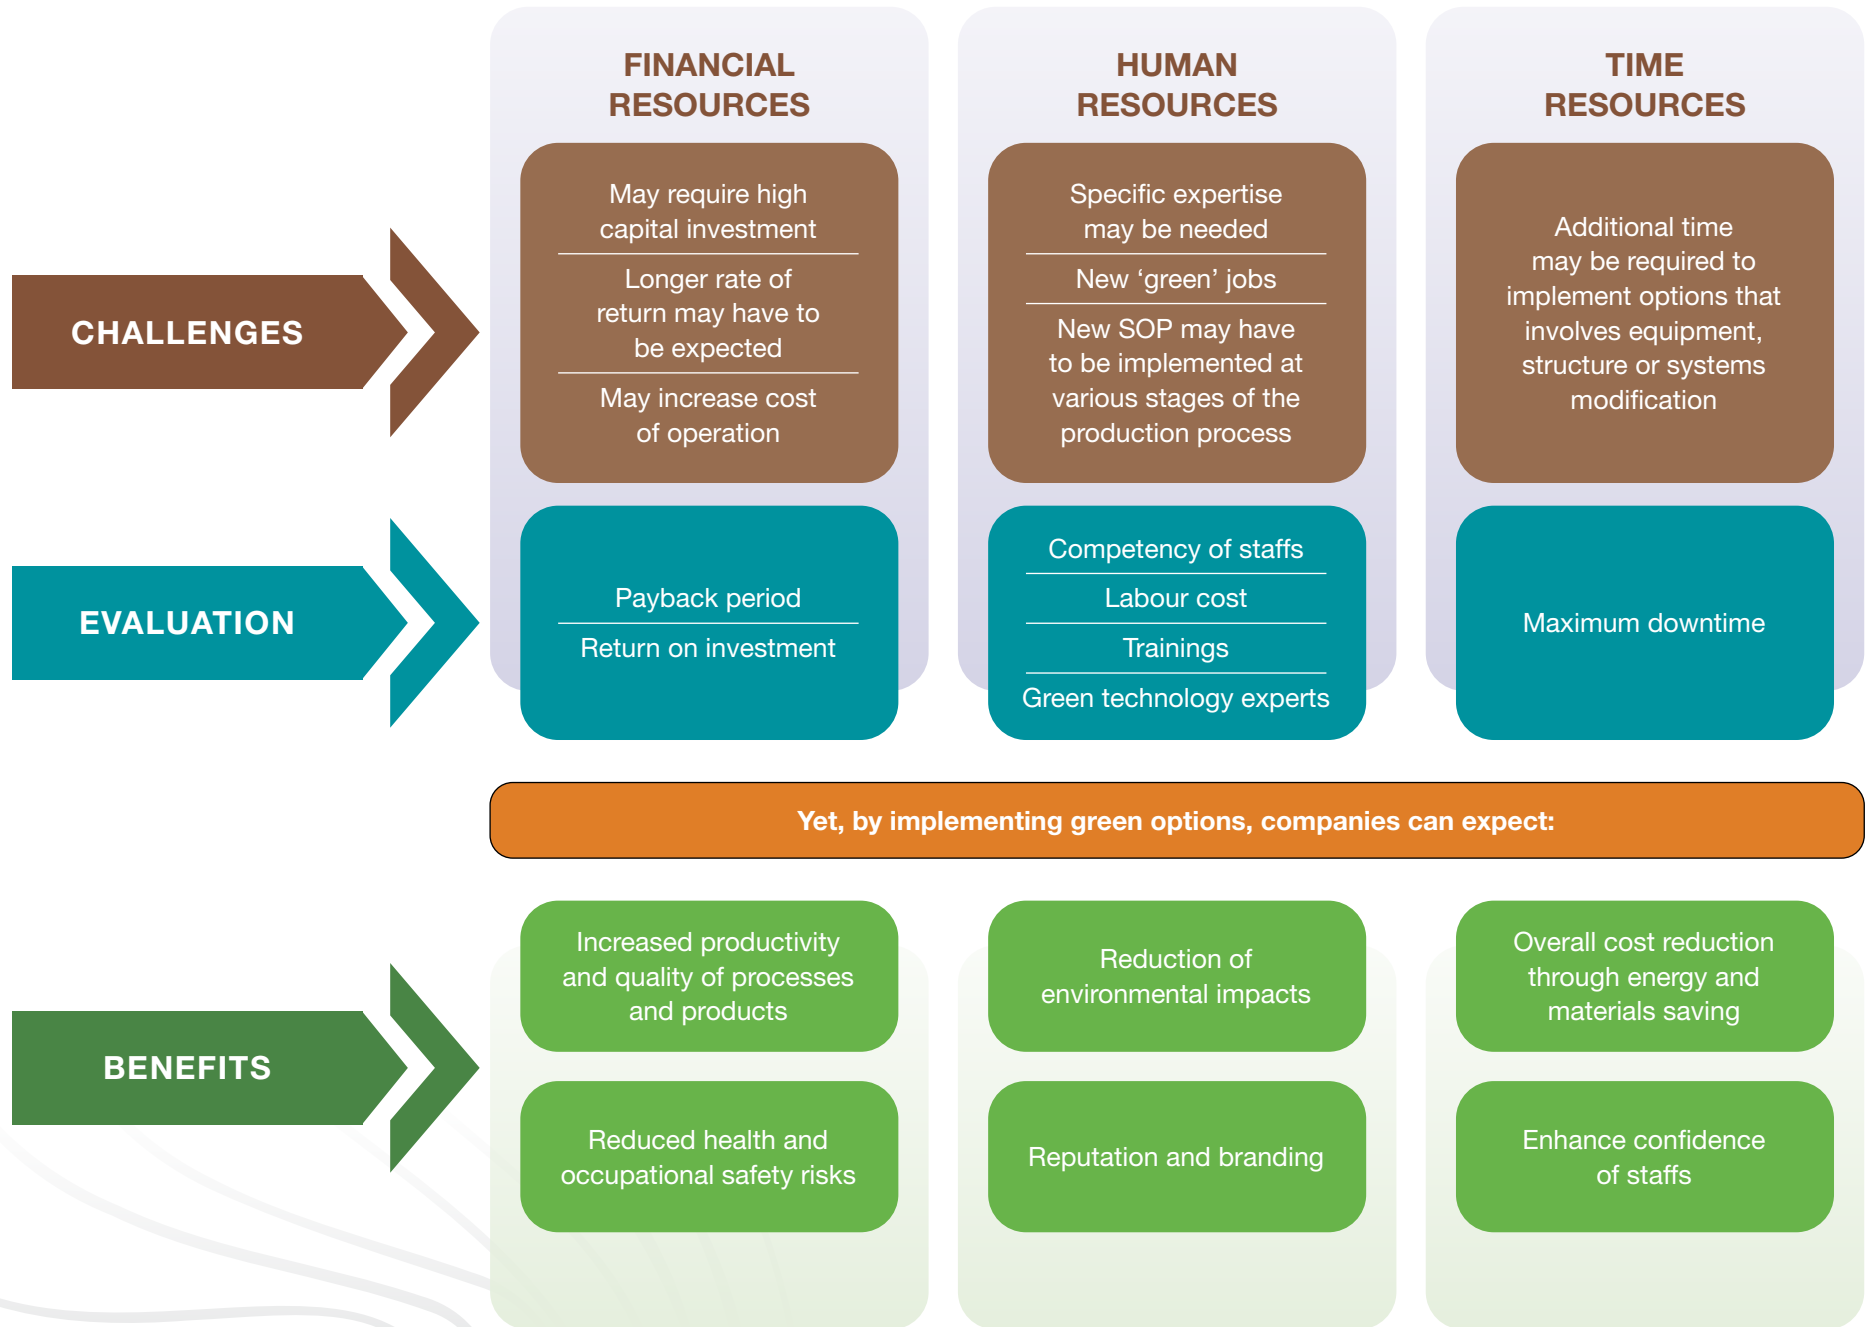 FINANCIAL
RESOURCES
HUMAN
RESOURCES
TIME
RESOURCES
CHALLENGES
May require high
capital investment
Longer rate of
return may have to
be expected
May increase cost
of operation
Specific expertise
may be needed
New ‘green’ jobs
New SOP may have
to be implemented at
various stages of the
production process
Additional time
may be required to
implement options that
involves equipment,
structure or systems
modification
EVALUATION
Payback period
Return on investment
Competency of staffs
Labour cost
Trainings
Green technology experts
Maximum downtime
Yet, by implementing green options, companies can expect:
BENEFITS
Increased productivity
and quality of processes
and products
Reduction of
environmental impacts
Overall cost reduction
through energy and
materials saving
Reduced health and
occupational safety risks
Reputation and branding
Enhance confidence
of staffs